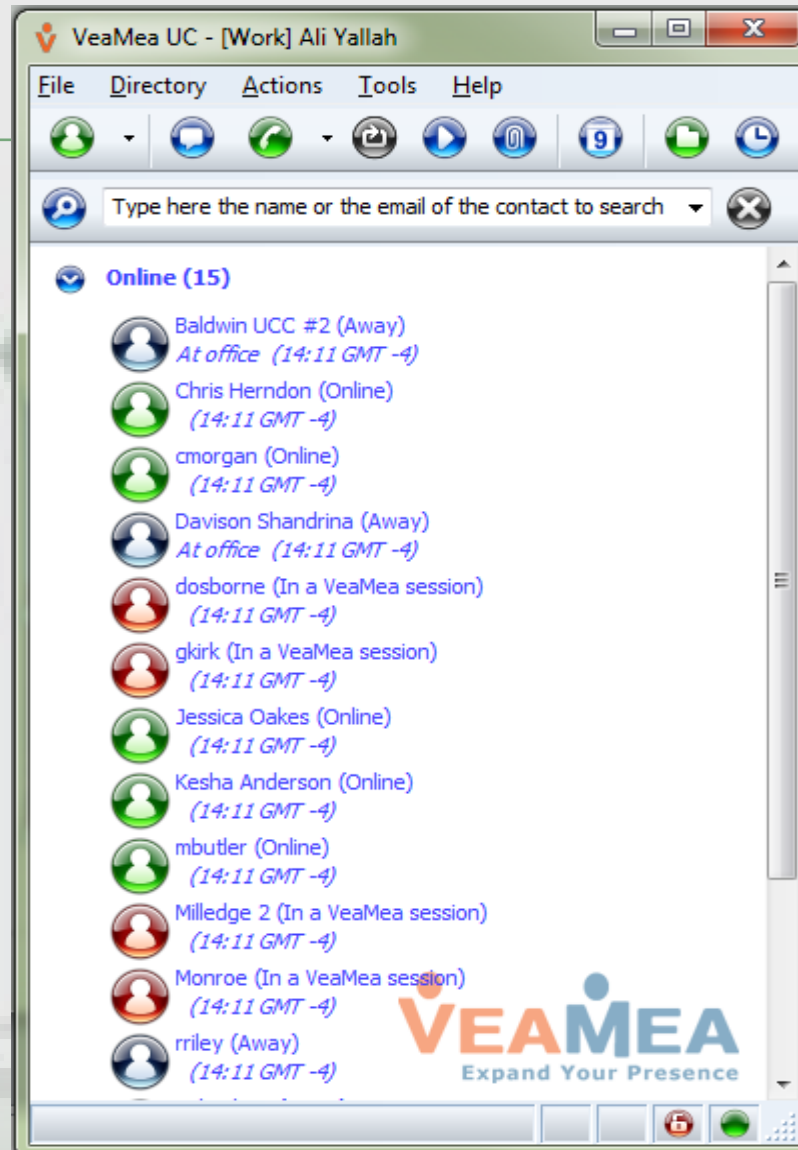 VeaMea UC - [Work] Ali Yallah
File Directory Actions Tools Help
9
Type here the name or the email of the contact to search
Online (15)
Baldwin UCC #2 (Away)
At office (14:11 GMT -4)
Chris Herndon (Online)
(14:11 GMT -4)
cmorgan (Online)
(14:11 GMT -4)
Davison Shandrina (Away)
At office (14:11 GMT -4)
dosborne (In a VeaMea session)
(14:11 GMT -4)
gkirk (In a VeaMea session)
(14:11 GMT -4)
Jessica Oakes (Online)
(14:11 GMT -4)
Kesha Anderson (Online)
(14:11 GMT -4)
mbutler (Online)
(14:11 GMT -4)
Milledge 2 (In a VeaMea session)
(14:11 GMT -4)
Monroe (In a VeaMea session)
(14:11 GMT -4)
rriley (Away)
(14:11 GMT -4)
VEAMEA
Expand Your Presence